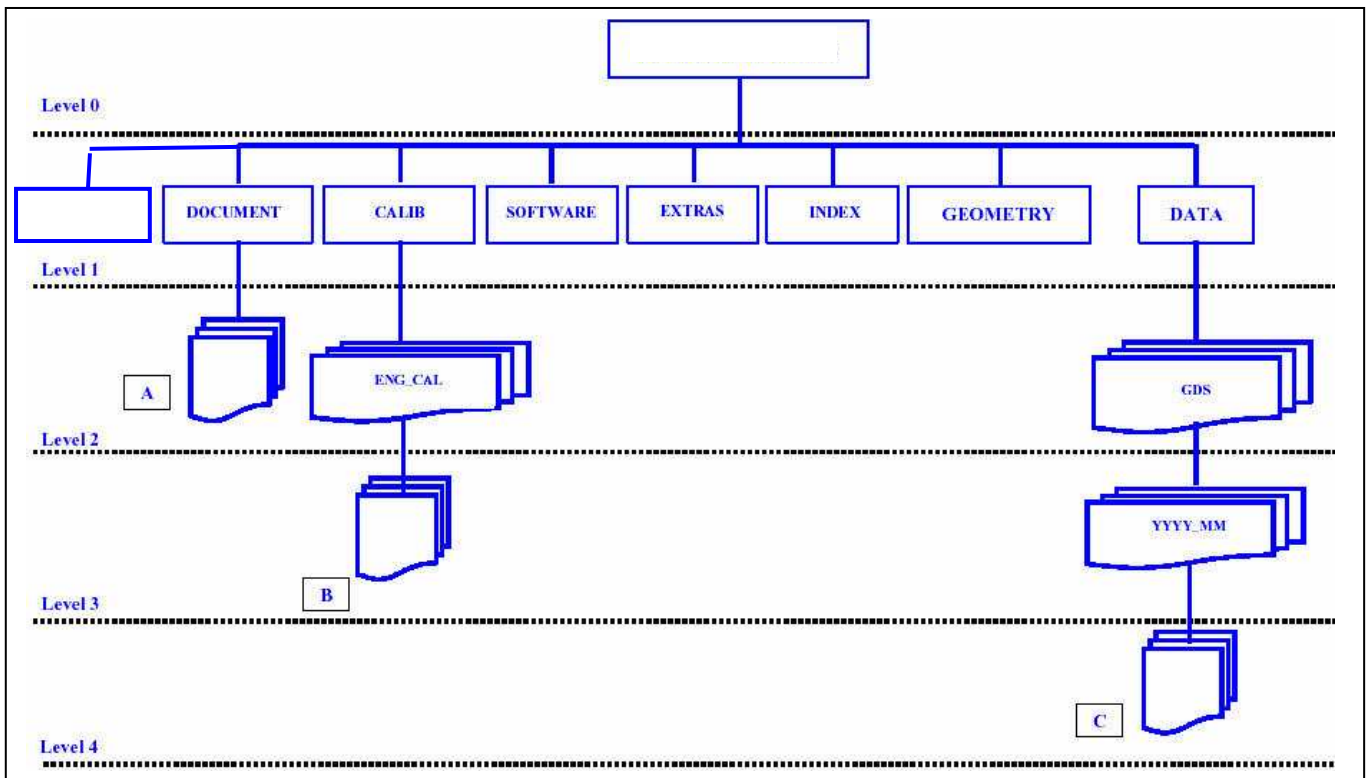 Level 0
DOCUMENT
CALIB
SOFTWARE
EXTRAS
INDEX
GEOMETRY
DATA
Level 1
A
ENG_CAL
GDS
Level 2
YYYY_MM
B
Level 3
C
Level 4